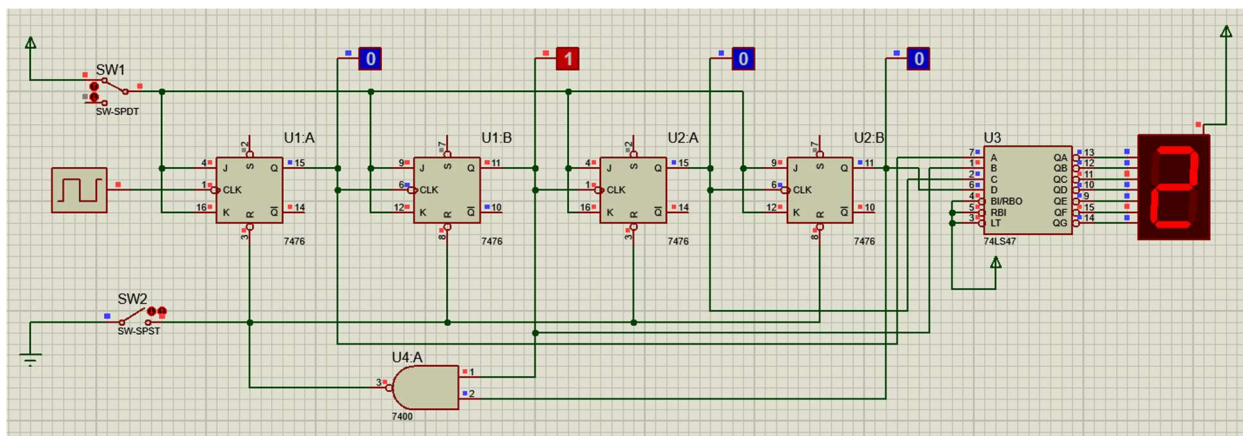 0 1 0 0
SW1
SW-SPDT
U1:A U1:B U2:A U2:B U3
2 7 2 7
S S S S
4 J Q 15 9 J Q 11 4 J Q 15 9 J Q 11
1 CLK 6 CLK 1 CLK 6 CLK
16 K Q 14 12 K Q 10 16 K Q 14 12 K Q 10
R R R R
3 8 3 8
7476 7476 7476 7476
7 A QA 13
1 B QB 12
2 C QC 11
6 D QD 10
4 BI/RBO QE 9
5 RBI QF 15
3 LT QG 14
74LS47
2
SW2
SW-SPST
U4:A
3 1
2
7400